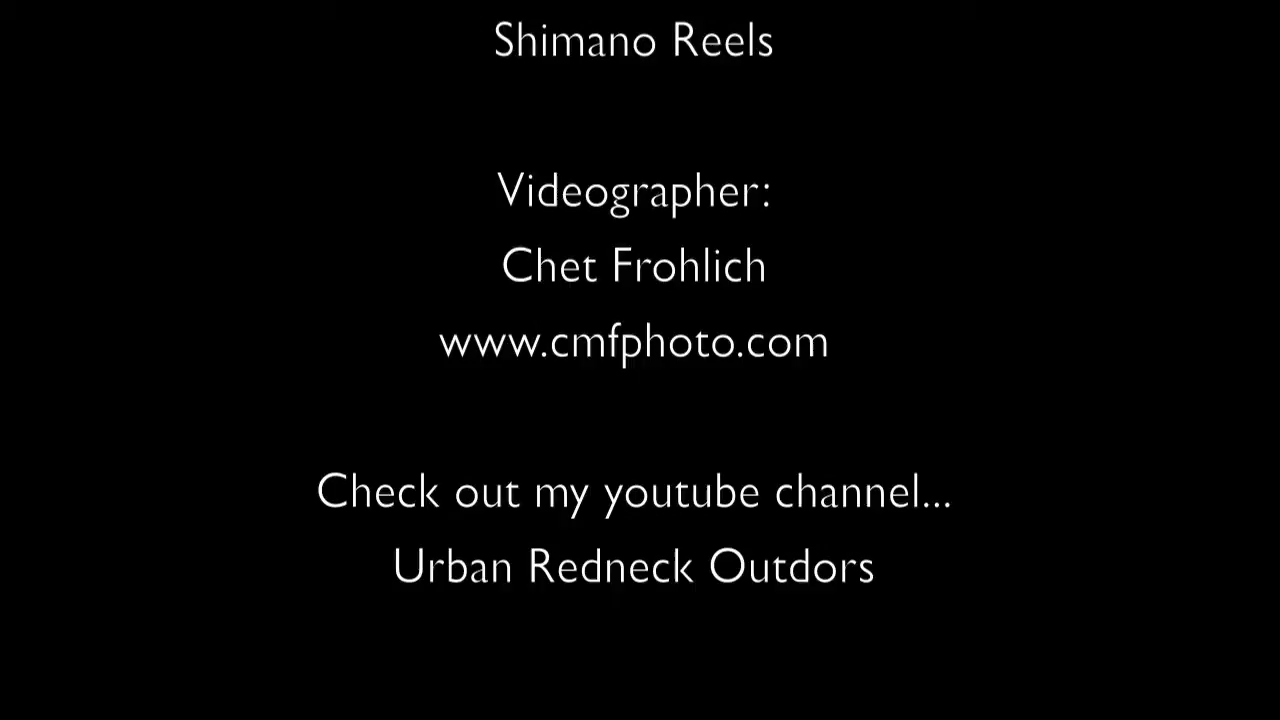 Shimano Reels
Videographer:
Chet Frohlich
www.cmfphoto.com
Check out my youtube channel...
Urban Redneck Outdors